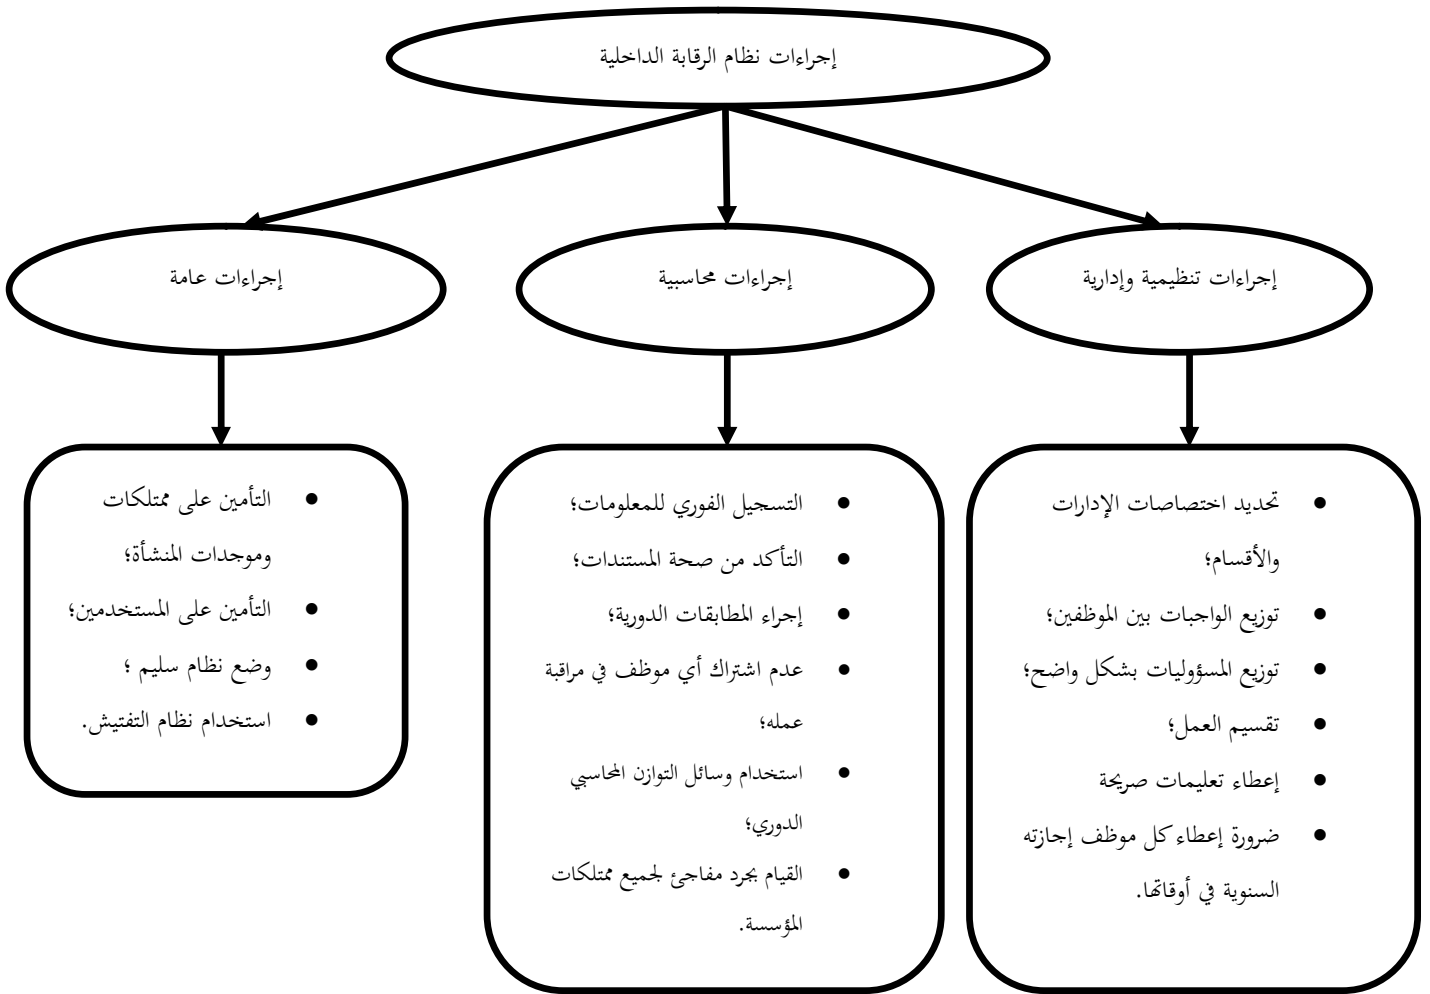 إجراءات نظام الرقابة الداخلية
إجراءات تنظيمية وإدارية
إجراءات محاسبية
إجراءات عامة
• تحديد اختصاصات الإدارات
والأقسام؛
• توزيع الواجبات بين الموظفين؛
• توزيع المسؤوليات بشكل واضح؛
• تقسيم العمل؛
• إعطاء تعليمات صريحة
• ضرورة إعطاء كل موظف إجازته
السنوية في أوقاتها.
• التسجيل الفوري للمعلومات؛
• التأكد من صحة المستندات؛
• إجراء المطابقات الدورية؛
• عدم اشتراك أي موظف في مراقبة
عمله؛
• استخدام وسائل التوازن المحاسبي
الدوري؛
• القيام بجرد مفاجئ لجميع ممتلكات
المؤسسة.
• التأمين على ممتلكات
وموجدات المنشأة؛
• التأمين على المستخدمين؛
• وضع نظام سليم ؛
• استخدام نظام التفتيش.